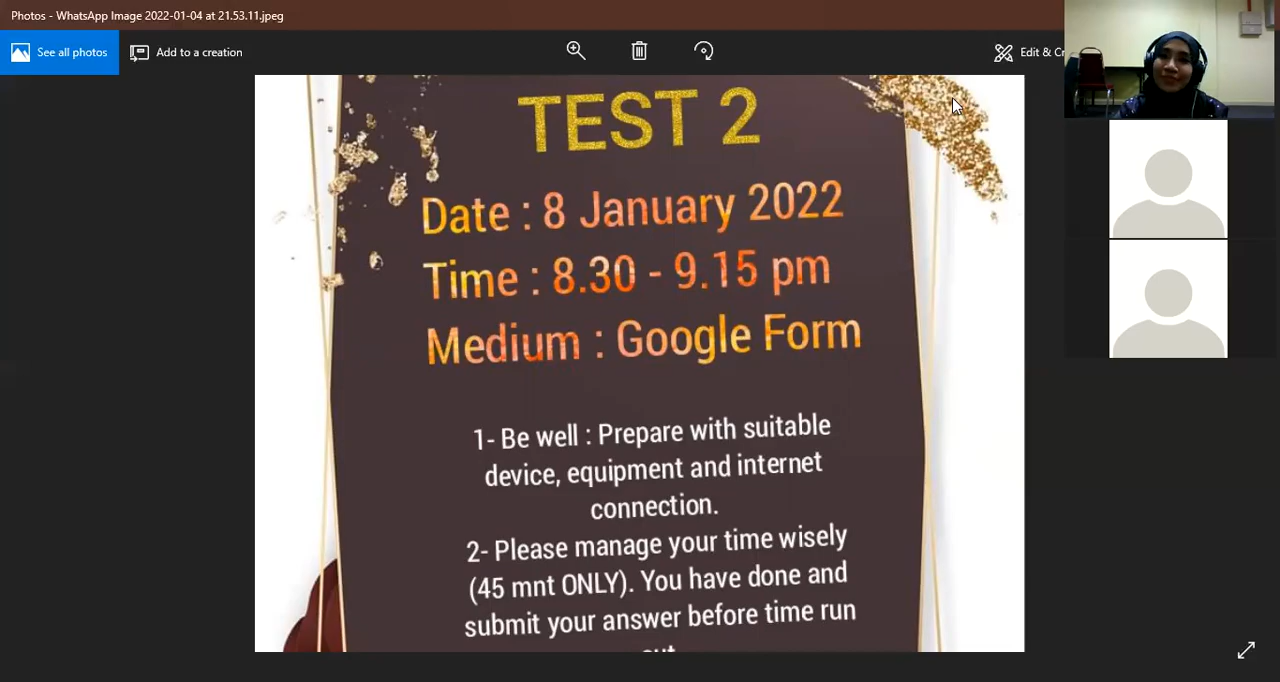 Photos - WhatsApp Image 2022-01-04 at 21.53.11.jpeg
See all photos
Add to a creation
Edit & Cr
TEST 2
Date : 8 January 2022
Time : 8.30 - 9.15 pm
Medium : Google Form
1- Be well : Prepare with suitable
device, equipment and internet
connection.
2- Please manage your time wisely
(45 mnt ONLY). You have done and
submit your answer before time run
out